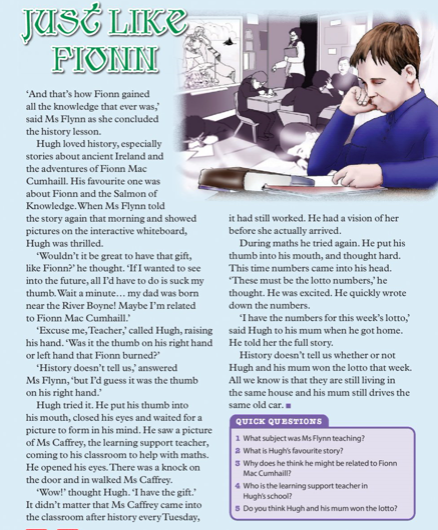 JUST LIKE
FIONN
‘And that’s how Fionn gained
all the knowledge that ever was,’
said Ms Flynn as she concluded
the history lesson.
Hugh loved history, especially
stories about ancient Ireland and
the adventures of Fionn Mac
Cumhaill. His favourite one was
about Fionn and the Salmon of
Knowledge. When Ms Flynn told
the story again that morning and showed
pictures on the interactive whiteboard,
Hugh was thrilled.
‘Wouldn’t it be great to have that gift,
like Fionn?’ he thought. ‘If I wanted to see
into the future, all I’d have to do is suck my
thumb. Wait a minute… my dad was born
near the River Boyne! Maybe I’m related
to Fionn Mac Cumhaill.’
‘Excuse me, Teacher,’ called Hugh, raising
his hand. ‘Was it the thumb on his right hand
or left hand that Fionn burned?’
‘History doesn’t tell us,’ answered
Ms Flynn, ‘but I’d guess it was the thumb
on his right hand.’
Hugh tried it. He put his thumb into
his mouth, closed his eyes and waited for a
picture to form in his mind. He saw a picture
of Ms Caffrey, the learning support teacher,
coming to his classroom to help with maths.
He opened his eyes. There was a knock on
the door and in walked Ms Caffrey.
‘Wow!’ thought Hugh. ‘I have the gift.’
It didn’t matter that Ms Caffrey came into
the classroom after history every Tuesday,
it had still worked. He had a vision of her
before she actually arrived.
During maths he tried again. He put his
thumb into his mouth, and thought hard.
This time numbers came into his head.
‘These must be the lotto numbers,’ he
thought. He was excited. He quickly wrote
down the numbers.
‘I have the numbers for this week’s lotto,’
said Hugh to his mum when he got home.
He told her the full story.
History doesn’t tell us whether or not
Hugh and his mum won the lotto that week.
All we know is that they are still living in
the same house and his mum still drives the
same old car.
QUICK QUESTIONS
1 What subject was Ms Flynn teaching?
2 What is Hugh’s favourite story?
3 Why does he think he might be related to Fionn
Mac Cumhaill?
4 Who is the learning support teacher in
Hugh’s school?
5 Do you think Hugh and his mum won the lotto?